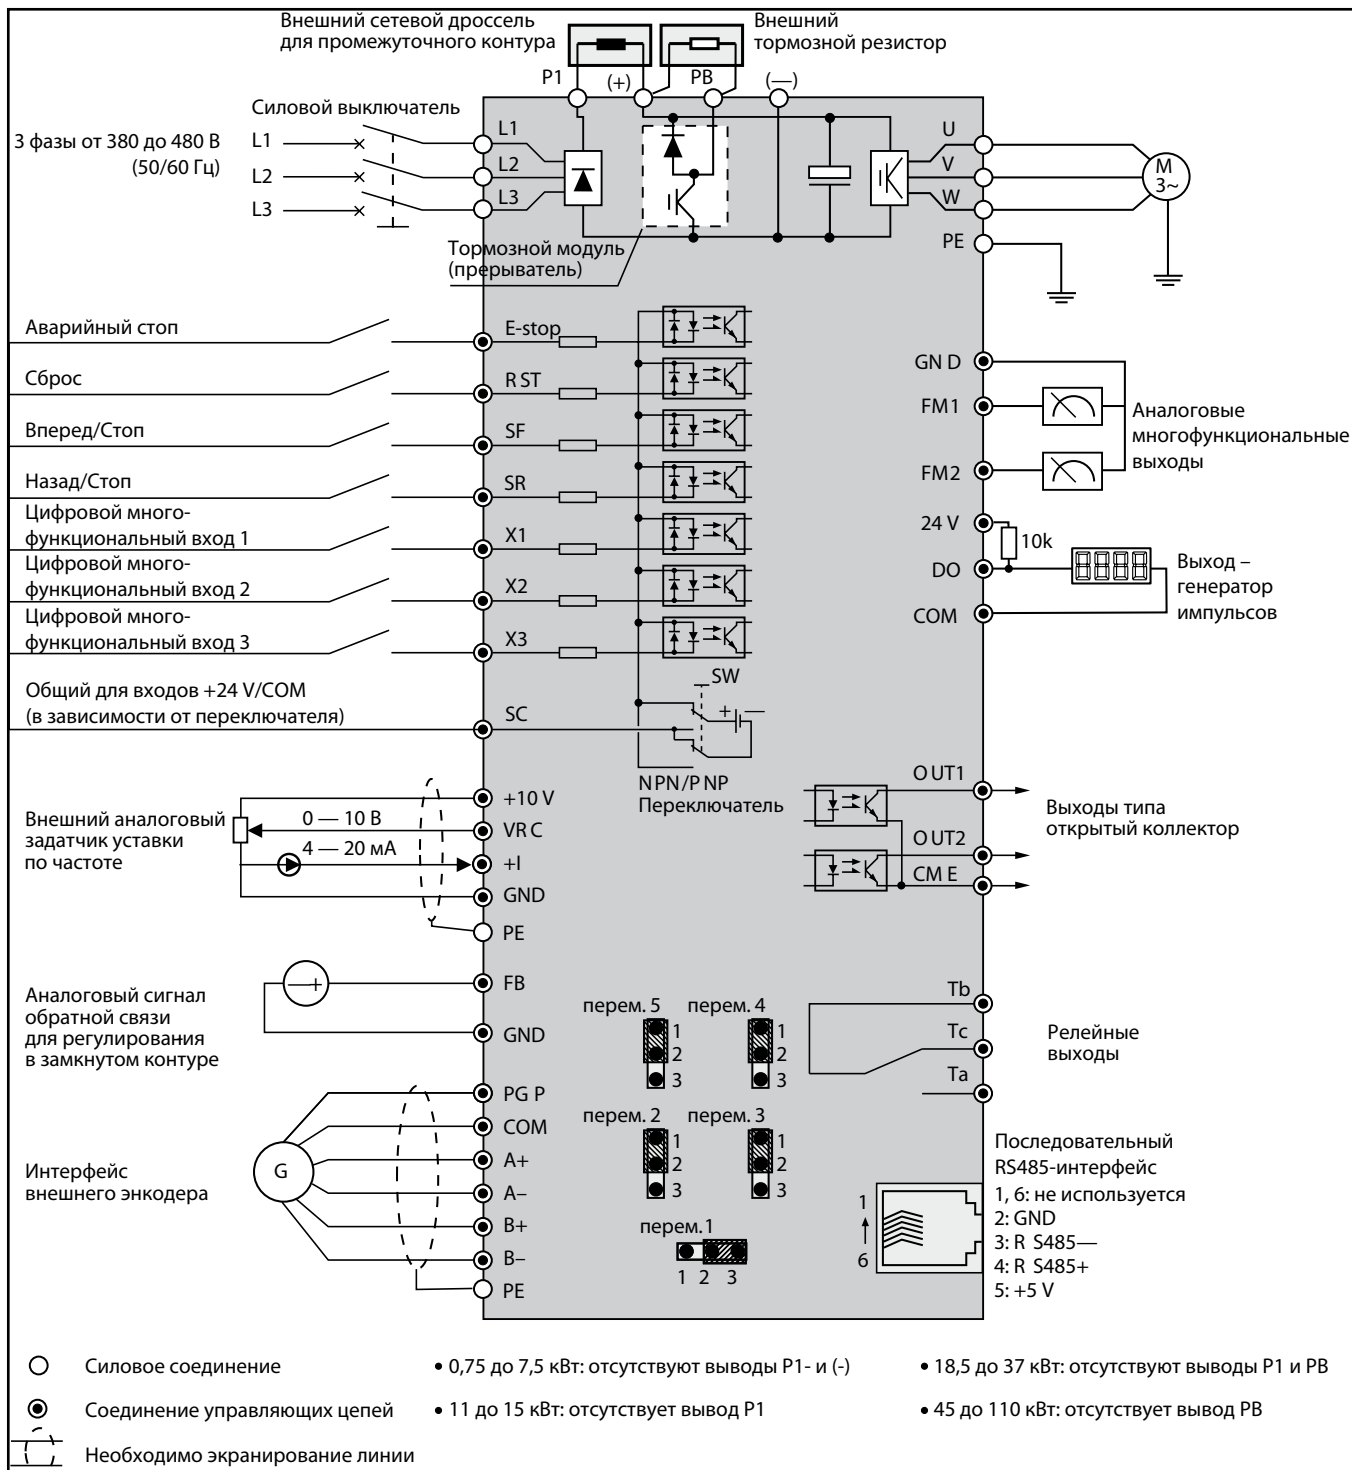 Внешний сетевой дроссель
для промежуточного контура
Внешний
тормозной резистор
P1
(+)
PB
(—)
Силовой выключатель
3 фазы от 380 до 480 В
(50/60 Гц)
L1
L2
L3
L1
L2
L3
U
V
W
PE
M
3~
Тормозной модуль
(прерыватель)
Аварийный стоп
E-stop
Сброс
R ST
Вперед/Стоп
SF
Назад/Стоп
SR
Цифровой много-
функциональный вход 1
X1
Цифровой много-
функциональный вход 2
X2
Цифровой много-
функциональный вход 3
X3
Общий для входов +24 V/COM
(в зависимости от переключателя)
SC
SW
+
—
N PN/P NP
Переключатель
GN D
FM1
FM2
Аналоговые
многофункциональные
выходы
24 V
10k
DO
COM
Выход –
генератор
импульсов
O UT1
O UT2
CM E
Выходы типа
открытый коллектор
Внешний аналоговый
задатчик уставки
по частоте
0 — 10 В
4 — 20 мА
+10 V
VR C
+I
GND
PE
Аналоговый сигнал
обратной связи
для регулирования
в замкнутом контуре
—+
FB
GND
Интерфейс
внешнего энкодера
G
PG P
COM
A+
A–
B+
B–
PE
перем. 5
1
2
3
перем. 4
1
2
3
перем. 2
1
2
3
перем. 3
1
2
3
перем.1
1 2 3
Tb
Tc
Ta
Релейные
выходы
1
6
Последовательный
RS485-интерфейс
1, 6: не используется
2: GND
3: R S485—
4: R S485+
5: +5 V
Силовое соединение
Соединение управляющих цепей
Необходимо экранирование линии
• 0,75 до 7,5 кВт: отсутствуют выводы P1- и (-)
• 11 до 15 кВт: отсутствует вывод P1
• 18,5 до 37 кВт: отсутствуют выводы P1 и PB
• 45 до 110 кВт: отсутствует вывод PB